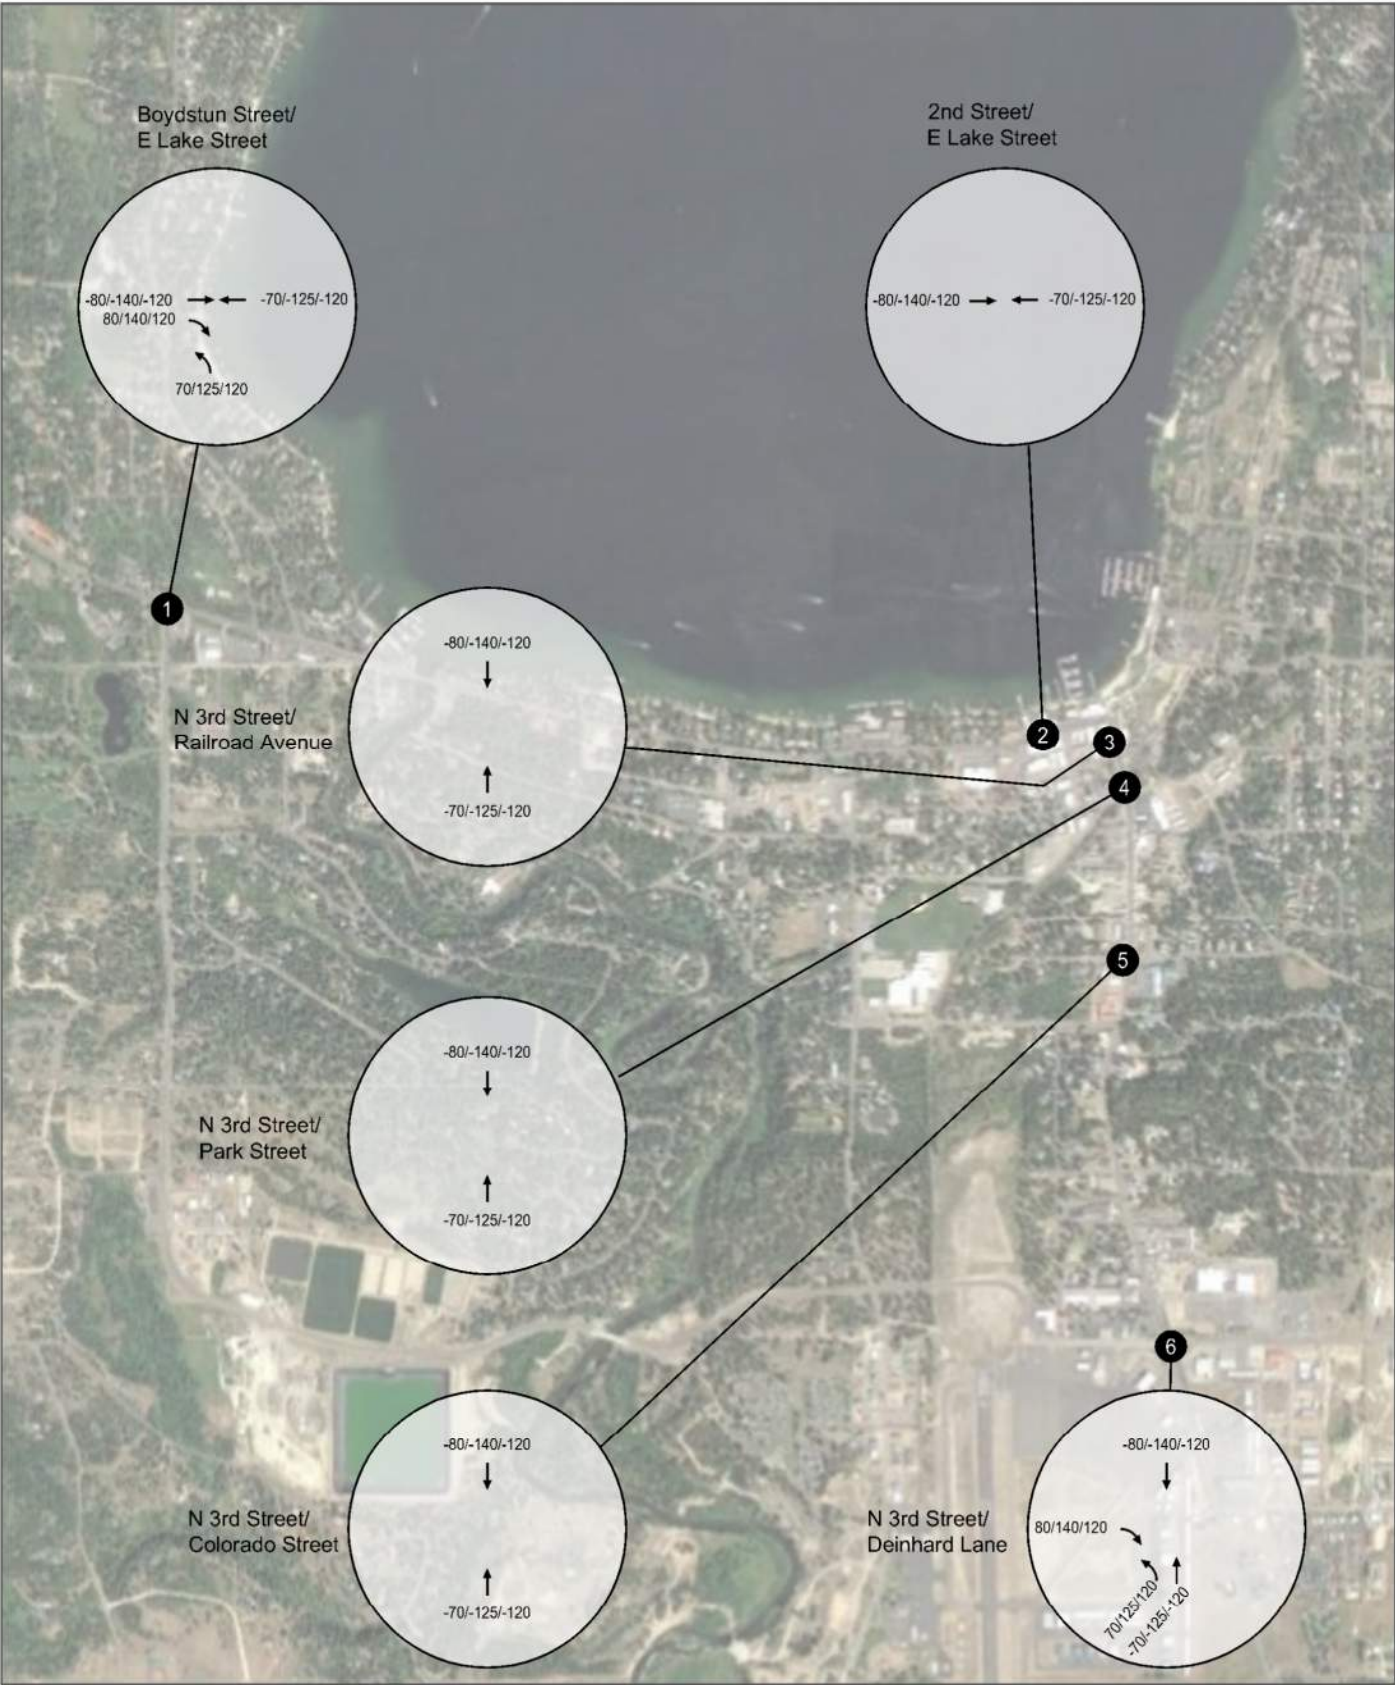 Boydstun Street/
E Lake Street
-80/-140/-120
-70/-125/-120
80/140/120
70/125/120
2nd Street/
E Lake Street
-80/-140/-120
-70/-125/-120
1
N 3rd Street/
Railroad Avenue
-80/-140/-120
-70/-125/-120
2
3
4
5
N 3rd Street/
Park Street
-80/-140/-120
-70/-125/-120
6
N 3rd Street/
Colorado Street
-80/-140/-120
-70/-125/-120
N 3rd Street/
Deinhard Lane
-80/-140/-120
80/140/120
70/125/120
-70/-125/-120